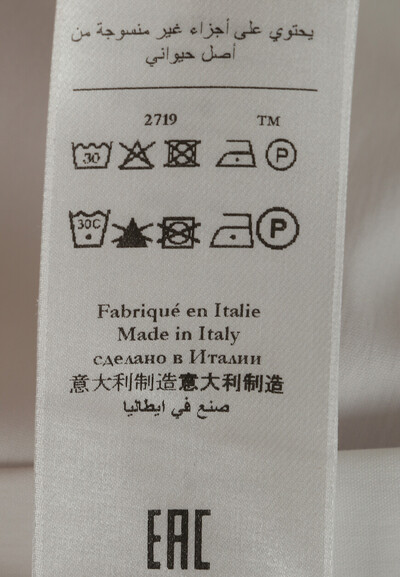 يحتوي على أجزاء غير منسوجة من
أصل حيواني
2719 TM
30 P
30C P
Fabriqué en Italie
Made in Italy
сделано в Италии
意大利制造意大利制造
صنع في ايطاليا
EAC